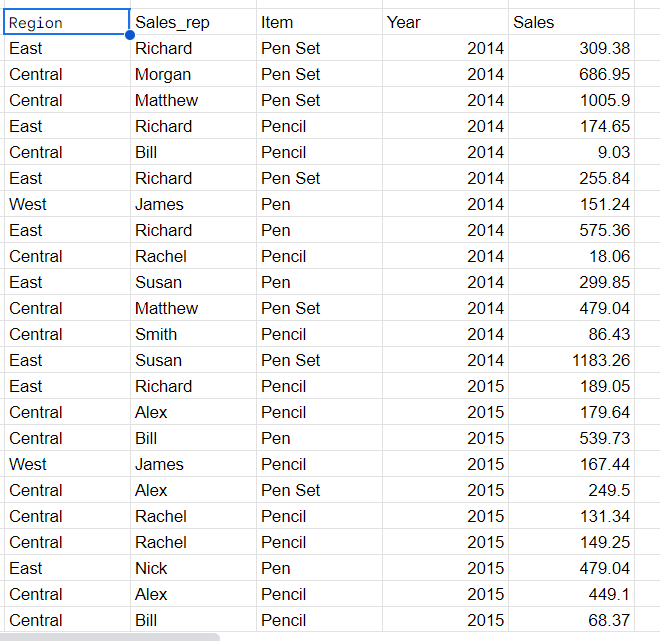 Region Sales_rep Item Year Sales
East Richard Pen Set 2014 309.38
Central Morgan Pen Set 2014 686.95
Central Matthew Pen Set 2014 1005.9
East Richard Pencil 2014 174.65
Central Bill Pencil 2014 9.03
East Richard Pen Set 2014 255.84
West James Pen 2014 151.24
East Richard Pen 2014 575.36
Central Rachel Pencil 2014 18.06
East Susan Pen 2014 299.85
Central Matthew Pen Set 2014 479.04
Central Smith Pencil 2014 86.43
East Susan Pen Set 2014 1183.26
East Richard Pencil 2015 189.05
Central Alex Pencil 2015 179.64
Central Bill Pen 2015 539.73
West James Pencil 2015 167.44
Central Alex Pen Set 2015 249.5
Central Rachel Pencil 2015 131.34
Central Rachel Pencil 2015 149.25
East Nick Pen 2015 479.04
Central Alex Pencil 2015 449.1
Central Bill Pencil 2015 68.37